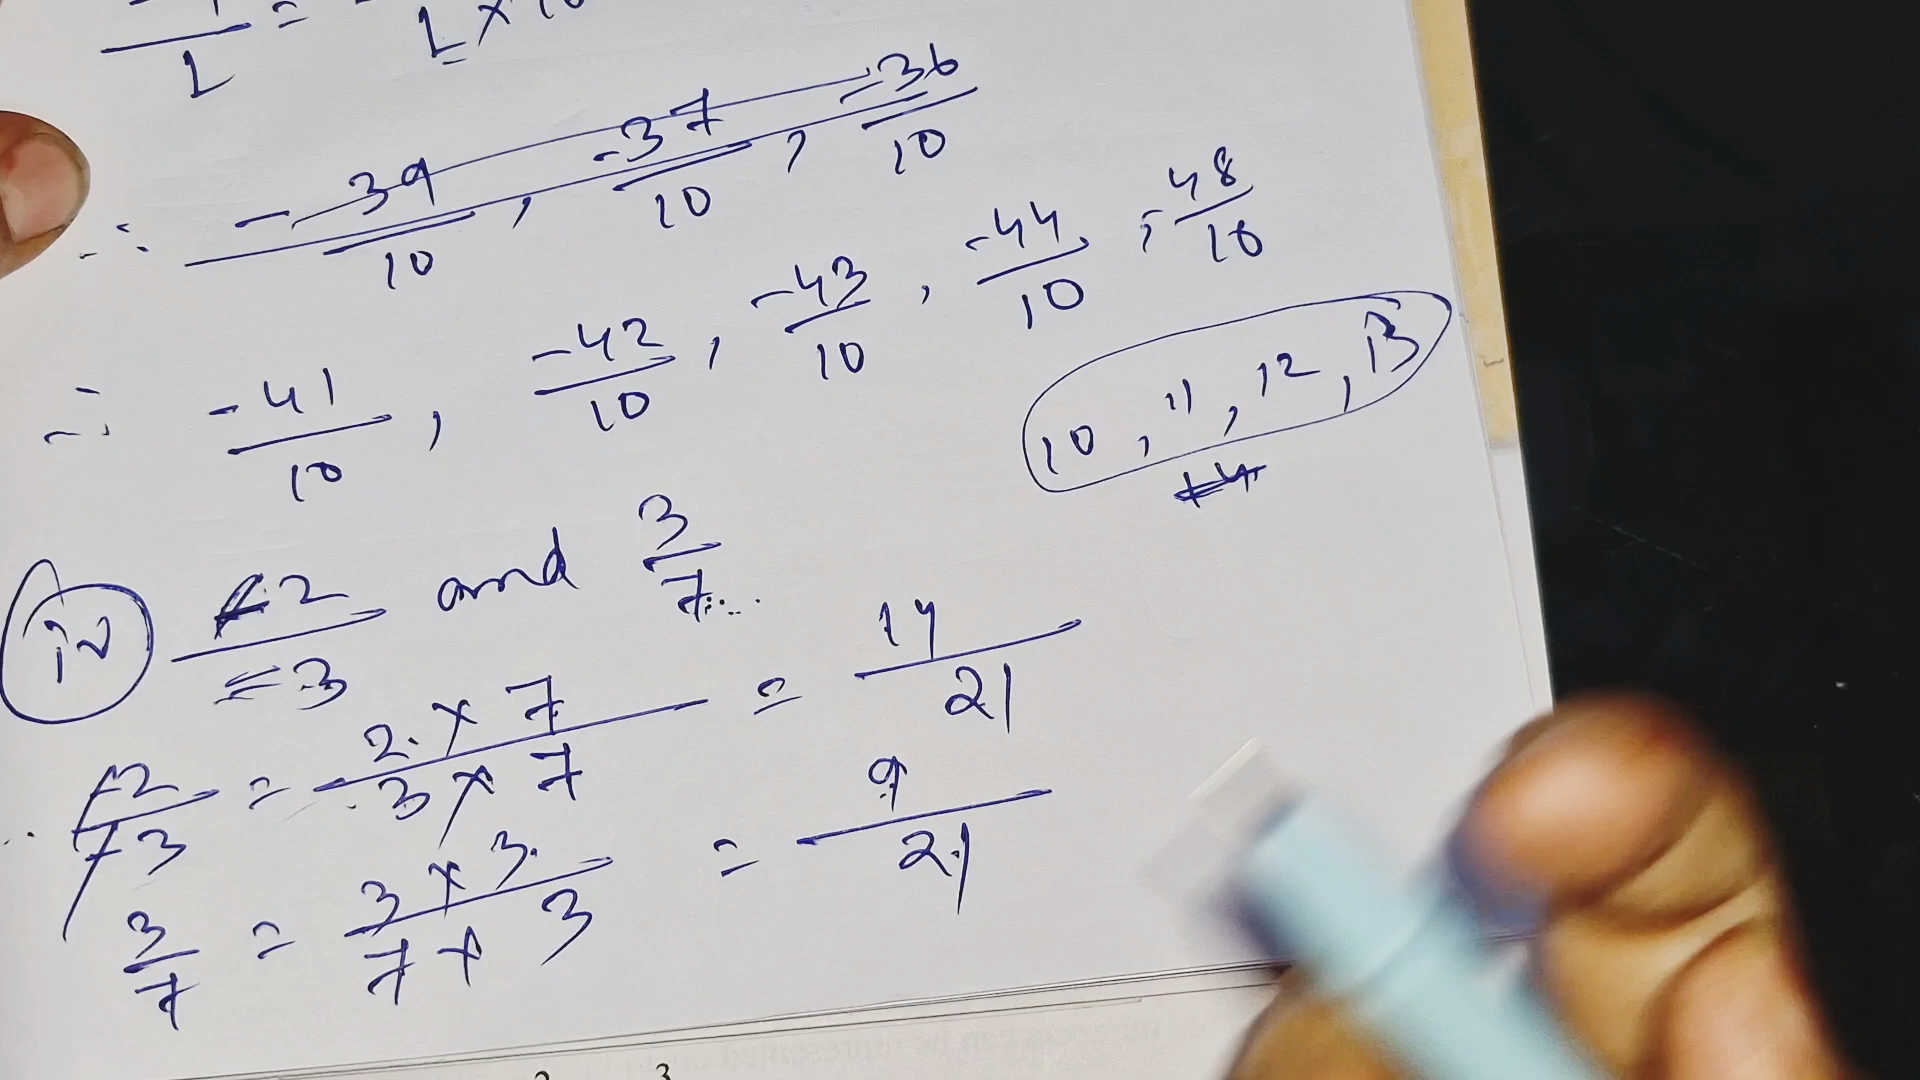 L = L × 10
∴ -39/10 , -37/10 , -36/10
∴ -41/10 , -42/10 , -43/10 , -44/10 , -48/10
10 , 11 , 12 , 13
14
iv -2/-3 and 3/7
-2/-3 = 2 × 7/3 × 7 = 14/21
3/7 = 3 × 3/7 × 3 = 9/21